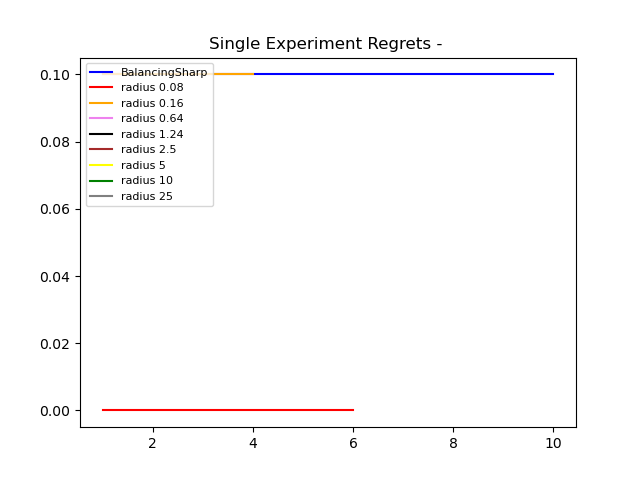 Single Experiment Regrets -
0.10
0.08
0.06
0.04
0.02
0.00
BalancingSharp
radius 0.08
radius 0.16
radius 0.64
radius 1.24
radius 2.5
radius 5
radius 10
radius 25
2 4 6 8 10